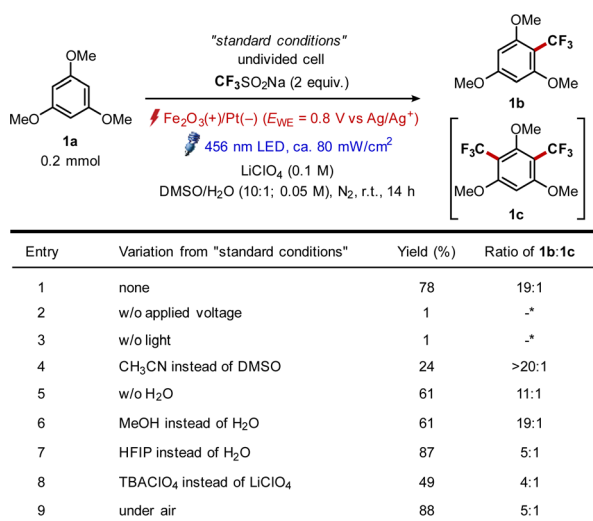 "standard conditions"
undivided cell
CF3SO2Na (2 equiv.)
Fe2O3(+)/Pt(–) (EWE = 0.8 V vs Ag/Ag+)
456 nm LED, ca. 80 mW/cm2
LiClO4 (0.1 M)
DMSO/H2O (10:1; 0.05 M), N2, r.t., 14 h
OMe
MeO
OMe
1a
0.2 mmol
OMe
CF3
MeO
OMe
1b
OMe
F3C
CF3
MeO
OMe
1c
Entry Variation from "standard conditions" Yield (%) Ratio of 1b:1c
1 none 78 19:1
2 w/o applied voltage 1 -*
3 w/o light 1 -*
4 CH3CN instead of DMSO 24 >20:1
5 w/o H2O 61 11:1
6 MeOH instead of H2O 61 19:1
7 HFIP instead of H2O 87 5:1
8 TBAClO4 instead of LiClO4 49 4:1
9 under air 88 5:1